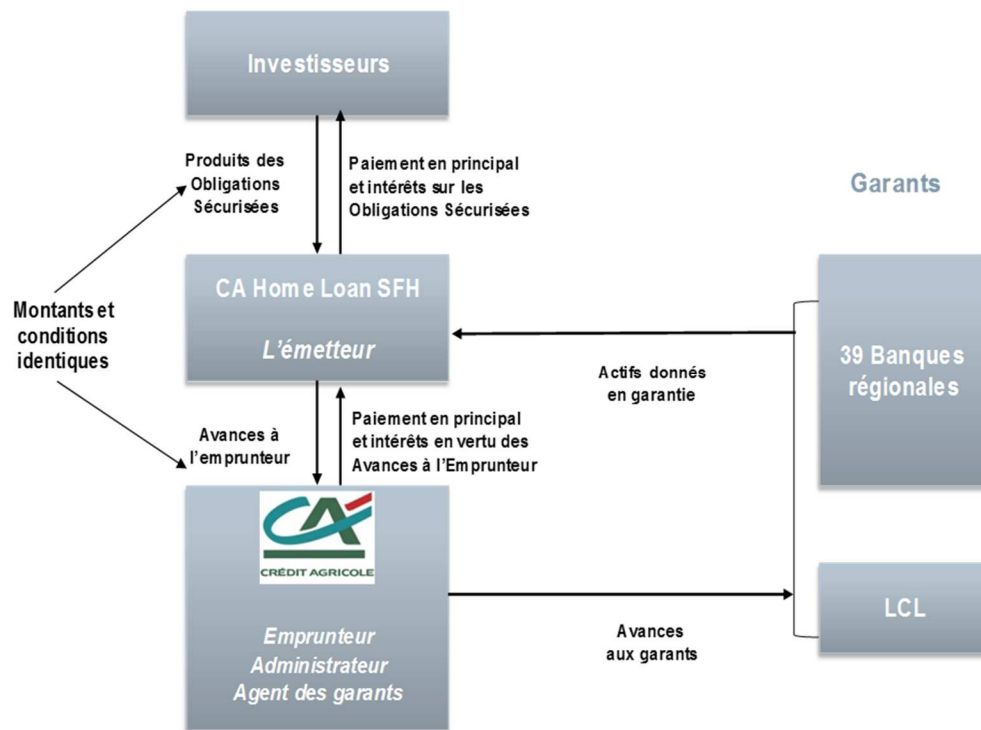 Investisseurs
Produits des
Obligations
Sécurisées
Paiement en principal
et intérêts sur les
Obligations Sécurisées
Garants
CA Home Loan SFH
L'émetteur
Montants et
conditions
identiques
39 Banques
régionales
Actifs donnés
en garantie
Avances à
l'emprunteur
Paiement en principal
et intérêts en vertu des
Avances à l'Emprunteur
CA
CRÉDIT AGRICOLE
Emprunteur
Administrateur
Agent des garants
Avances
aux garants
LCL